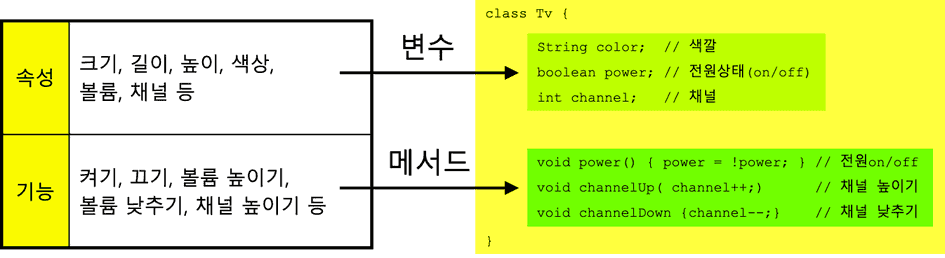 속성
크기, 길이, 높이, 색상,
볼륨, 채널 등
기능
켜기, 끄기, 볼륨 높이기,
볼륨 낮추기, 채널 높이기 등
변수
메서드
class Tv {
String color;  // 색깔
boolean power; // 전원상태(on/off)
int channel;   // 채널
void power() { power = !power; } // 전원on/off
void channelUp( channel++;)      // 채널 높이기
void channelDown {channel--;}    // 채널 낮추기
}